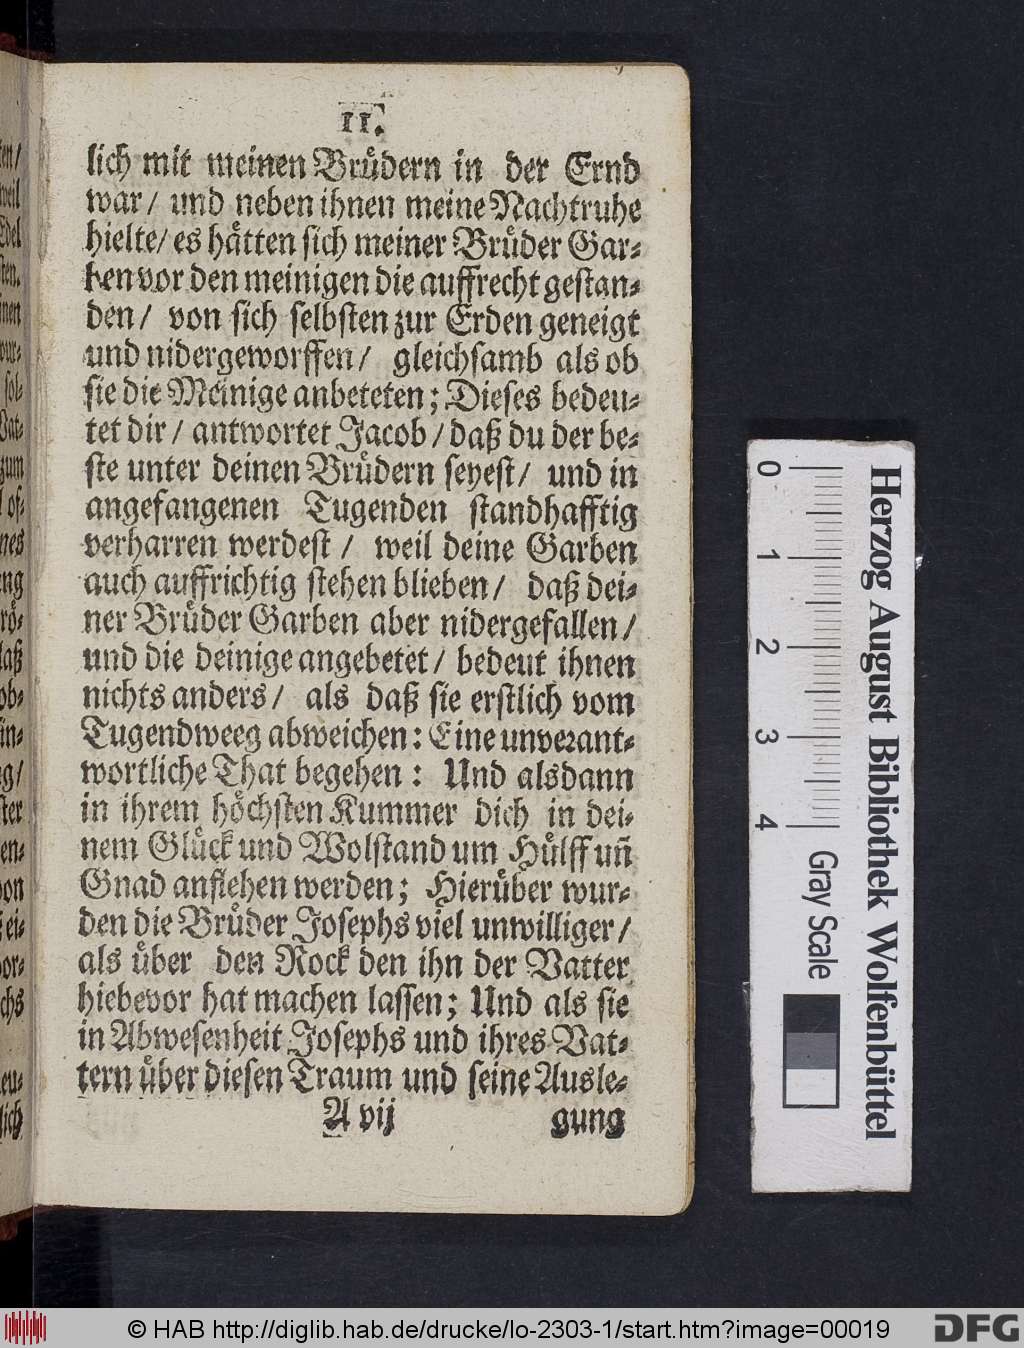 11.
lich mit meinen Brüdern in der Ernd
war / und neben ihnen meine Nachtruhe
hielte / es hätten sich meiner Brüder Gar-
ben vor den meinigen die auffrecht gestan-
den / von sich selbsten zur Erden geneigt
und nidergeworffen / gleichsamb als ob
sie die Meinige anbeteten; Dieses bedeu-
tet dir / antwortet Jacob / daß du der be-
ste unter deinen Brüdern seyest / und in
angefangenen Tugenden standhafftig
verharren werdest / weil deine Garben
auch auffrichtig stehen blieben / daß dei-
ner Brüder Garben aber nidergefallen /
und die deinige angebetet / bedeut ihnen
nichts anders / als daß sie erstlich vom
Tugendweeg abweichen: Eine unverant-
wortliche That begehen: Und alsdann
in ihrem höchsten Kummer dich in dei-
nem Glück und Wolstand um Hülff uñ
Gnad anflehen werden; Hierüber wur-
den die Brüder Josephs viel unwilliger /
als über den Rock den ihn der Vatter
hiebevor hat machen lassen; Und als sie
in Abwesenheit Josephs und ihres Vat-
tern über diesen Traum und seine Ausle-
A vij gung
0 1 2 3 4
Gray Scale
Herzog August Bibliothek Wolfenbüttel
© HAB http://diglib.hab.de/drucke/lo-2303-1/start.htm?image=00019
DFG